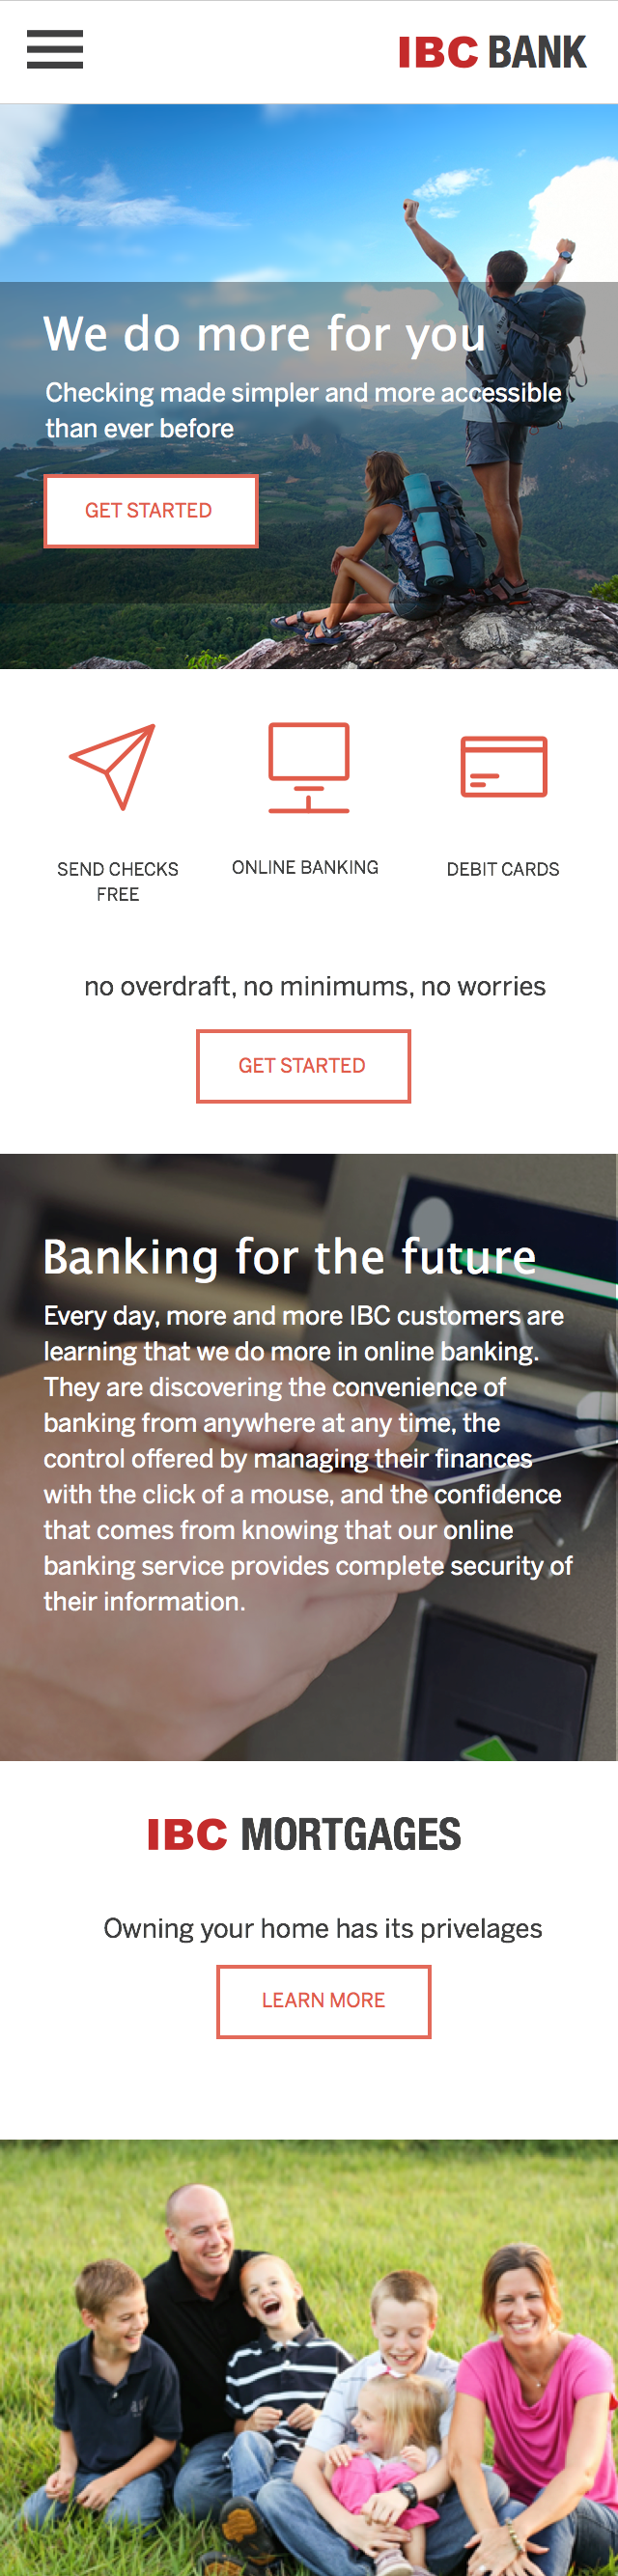 IBC BANK
We do more for you
Checking made simpler and more accessible
than ever before
GET STARTED
SEND CHECKS
FREE
ONLINE BANKING
DEBIT CARDS
no overdraft, no minimums, no worries
GET STARTED
Banking for the future
Every day, more and more IBC customers are
learning that we do more in online banking.
They are discovering the convenience of
banking from anywhere at any time, the
control offered by managing their finances
with the click of a mouse, and the confidence
that comes from knowing that our online
banking service provides complete security of
their information.
IBC MORTGAGES
Owning your home has its privelages
LEARN MORE